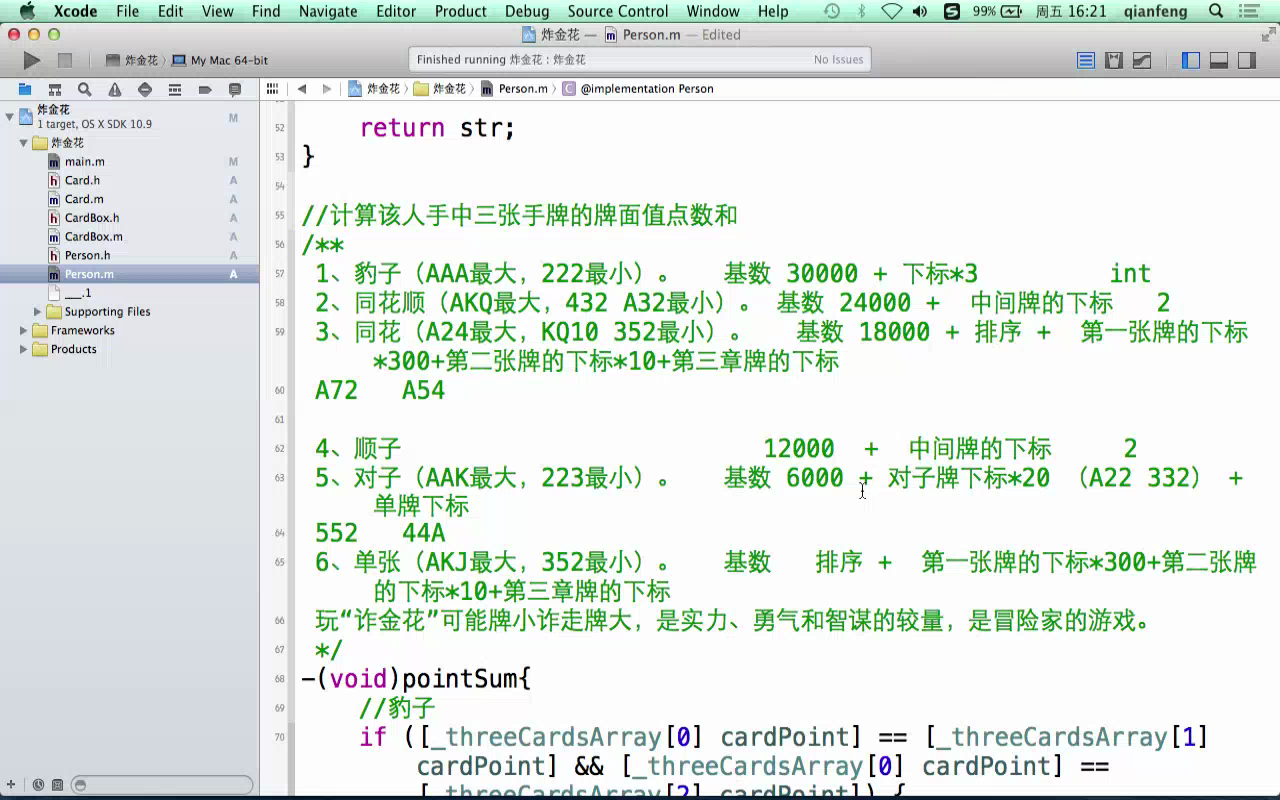 Xcode File Edit View Find Navigate Editor Product Debug Source Control Window Help 99% 周五 16:21 qianfeng
炸金花 — Person.m — Edited
炸金花 My Mac 64-bit
Finished running 炸金花 : 炸金花 No Issues
炸金花 炸金花 Person.m @implementation Person
炸金花 M
1 target, OS X SDK 10.9
炸金花
main.m M
Card.h A
Card.m A
CardBox.h A
CardBox.m A
Person.h A
Person.m A
___.1
Supporting Files
Frameworks
Products
52 return str;
53 }
54
55 //计算该人手中三张手牌的牌面值点数和
56 /**
57 1、豹子（AAA最大，222最小）。 基数 30000 + 下标*3 int
58 2、同花顺（AKQ最大，432 A32最小）。 基数 24000 + 中间牌的下标 2
59 3、同花（A24最大，KQ10 352最小）。 基数 18000 + 排序 + 第一张牌的下标
*300+第二张牌的下标*10+第三章牌的下标
60 A72 A54
61
62 4、顺子 12000 + 中间牌的下标 2
63 5、对子（AAK最大，223最小）。 基数 6000 + 对子牌下标*20 （A22 332） +
单牌下标
64 552 44A
65 6、单张（AKJ最大，352最小）。 基数 排序 + 第一张牌的下标*300+第二张牌
的下标*10+第三章牌的下标
66 玩“诈金花”可能牌小诈走牌大，是实力、勇气和智谋的较量，是冒险家的游戏。
67 */
68 -(void)pointSum{
69 //豹子
70 if ([_threeCardsArray[0] cardPoint] == [_threeCardsArray[1]
cardPoint] && [_threeCardsArray[0] cardPoint] ==
[_threeCardsArray[2] cardPoint]) {